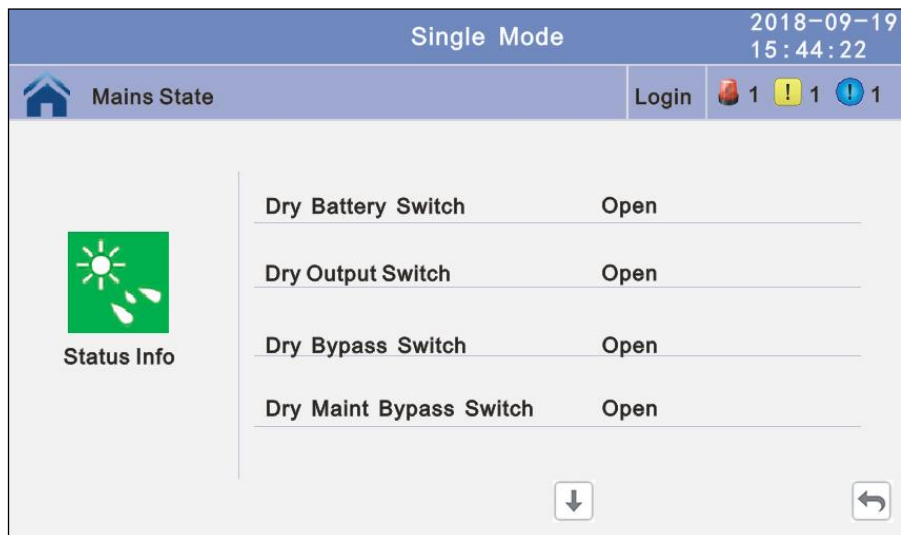 Single Mode
2018-09-19
15:44:22
Mains State
Login
1
1
1
Dry Battery Switch Open
Dry Output Switch Open
Status Info
Dry Bypass Switch Open
Dry Maint Bypass Switch Open